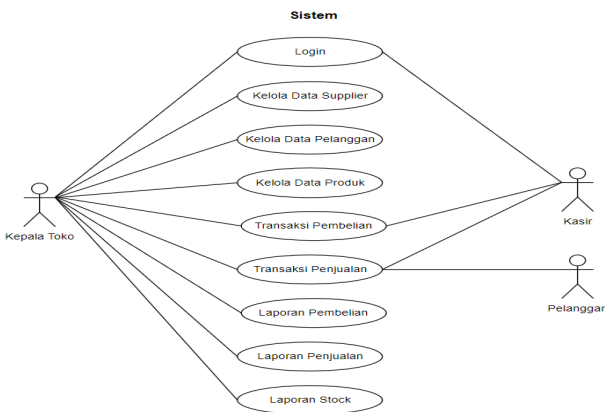 Sistem
Login
Kelola Data Supplier
Kelola Data Pelanggan
Kelola Data Produk
Transaksi Pembelian
Transaksi Penjualan
Laporan Pembelian
Laporan Penjualan
Laporan Stock
Kepala Toko
Kasir
Pelanggan